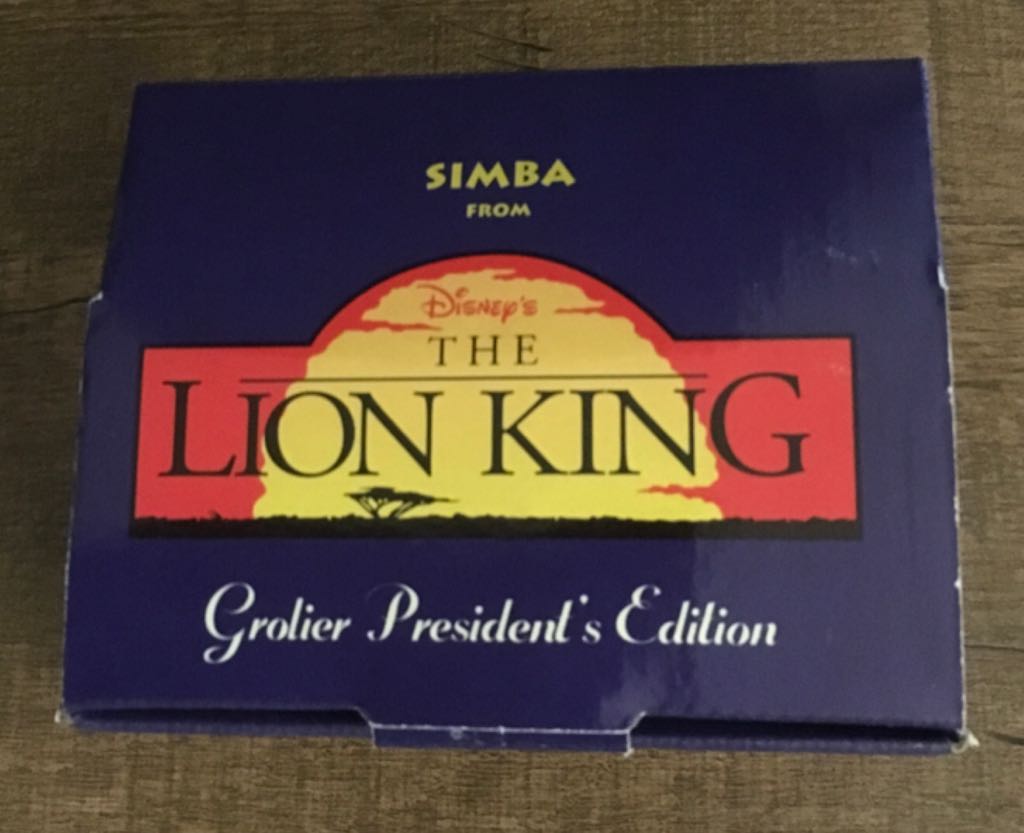 SIMBA
FROM
Disney's
THE
LION KING
Grolier President's Edition